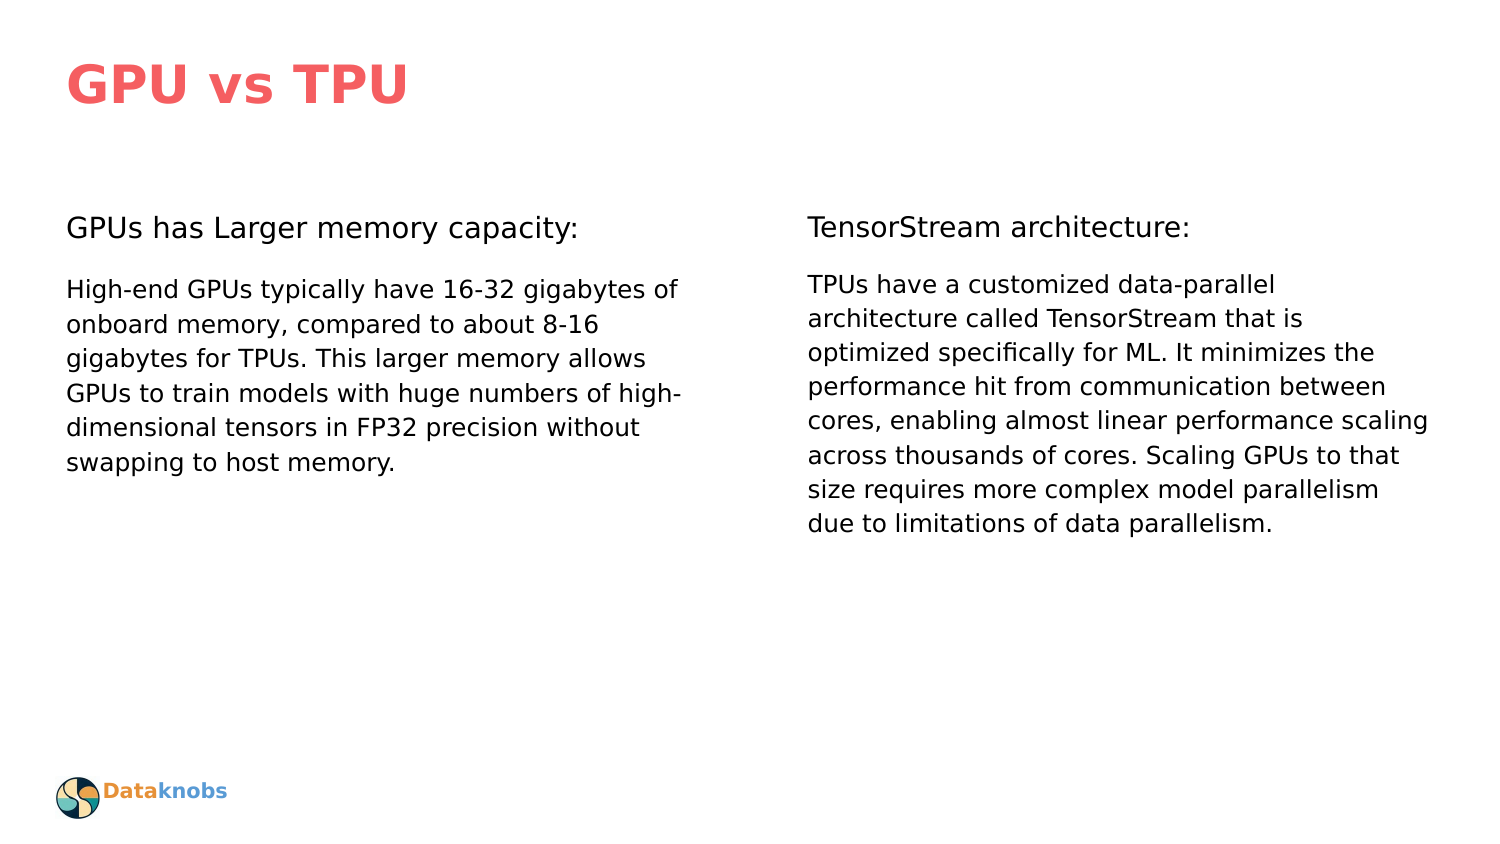 GPU vs TPU
GPUs has Larger memory capacity:
High-end GPUs typically have 16-32 gigabytes of
onboard memory, compared to about 8-16
gigabytes for TPUs. This larger memory allows
GPUs to train models with huge numbers of high-
dimensional tensors in FP32 precision without
swapping to host memory.
TensorStream architecture:
TPUs have a customized data-parallel
architecture called TensorStream that is
optimized specifically for ML. It minimizes the
performance hit from communication between
cores, enabling almost linear performance scaling
across thousands of cores. Scaling GPUs to that
size requires more complex model parallelism
due to limitations of data parallelism.
Dataknobs